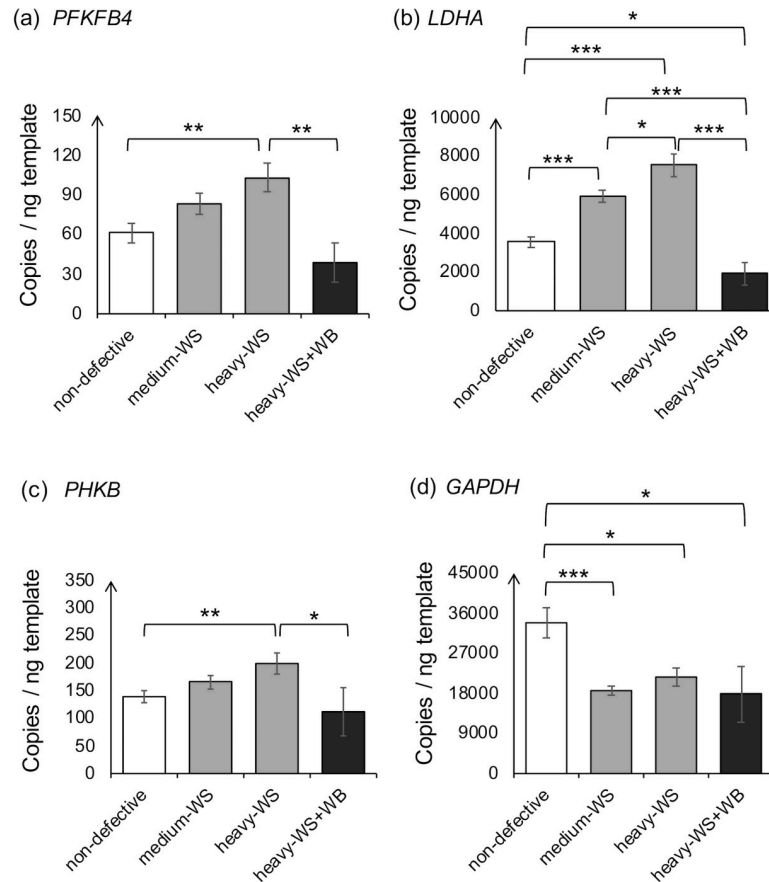 (a) PFKFB4
**
**
Copies / ng template
150
120
90
60
30
0
non-defective
medium-WS
heavy-WS
heavy-WS+WB
(b) LDHA
*
***
***
*
***
***
Copies / ng template
10000
8000
6000
4000
2000
0
non-defective
medium-WS
heavy-WS
heavy-WS+WB
(c) PHKB
**
*
Copies / ng template
350
300
250
200
150
100
50
0
non-defective
medium-WS
heavy-WS
heavy-WS+WB
(d) GAPDH
*
*
***
Copies / ng template
45000
36000
27000
18000
9000
0
non-defective
medium-WS
heavy-WS
heavy-WS+WB